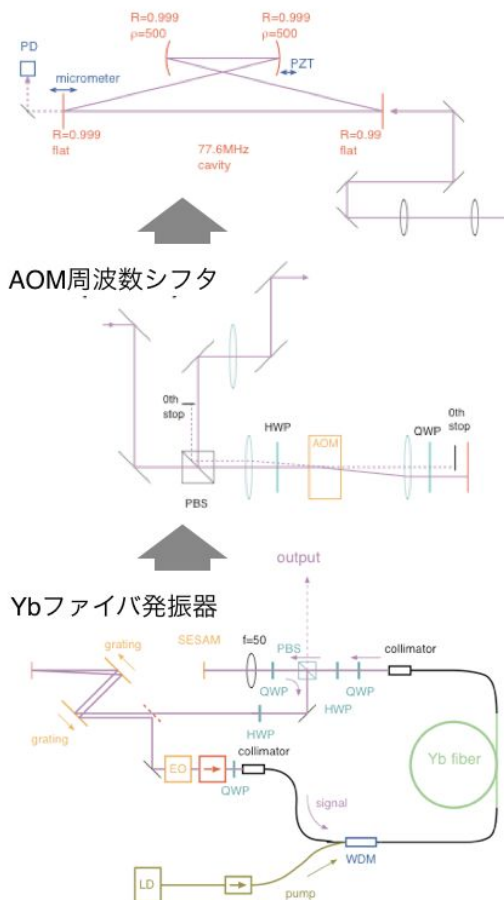 R=0.999
ρ=500
R=0.999
ρ=500
PD
PZT
micrometer
R=0.999
flat
77.6MHz
cavity
R=0.99
flat
AOM周波数シフタ
0th
stop
HWP
AOM
QWP
0th
stop
PBS
output
Ybファイバ発振器
grating
SESAM
f=50
PBS
collimator
QWP
HWP
QWP
grating
HWP
EO
collimator
QWP
Yb fiber
signal
WDM
LD
pump